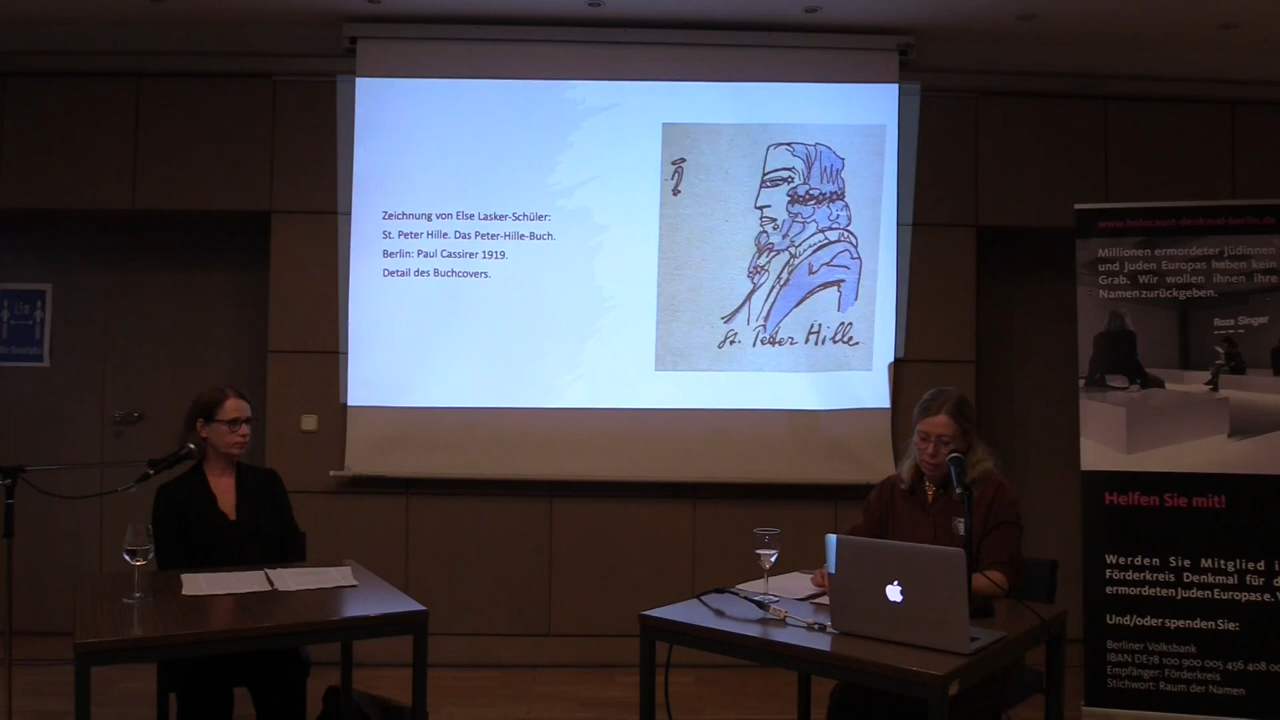 Zeichnung von Else Lasker-Schüler:
St. Peter Hille. Das Peter-Hille-Buch.
Berlin: Paul Cassirer 1919.
Detail des Buchcovers.
St. Peter Hille
www.holocaust-denkmal-berlin.de
Millionen ermordeter Jüdinnen
und Juden Europas haben kein
Grab. Wir wollen ihnen ihre
Namen zurückgeben.
Roza Singer
Helfen Sie mit!
Werden Sie Mitglied i
Förderkreis Denkmal für d
ermordeten Juden Europas e. V
Und/oder spenden Sie:
Berliner Volksbank
IBAN DE78 100 900 005 456 408 00
Empfänger: Förderkreis
Stichwort: Raum der Namen